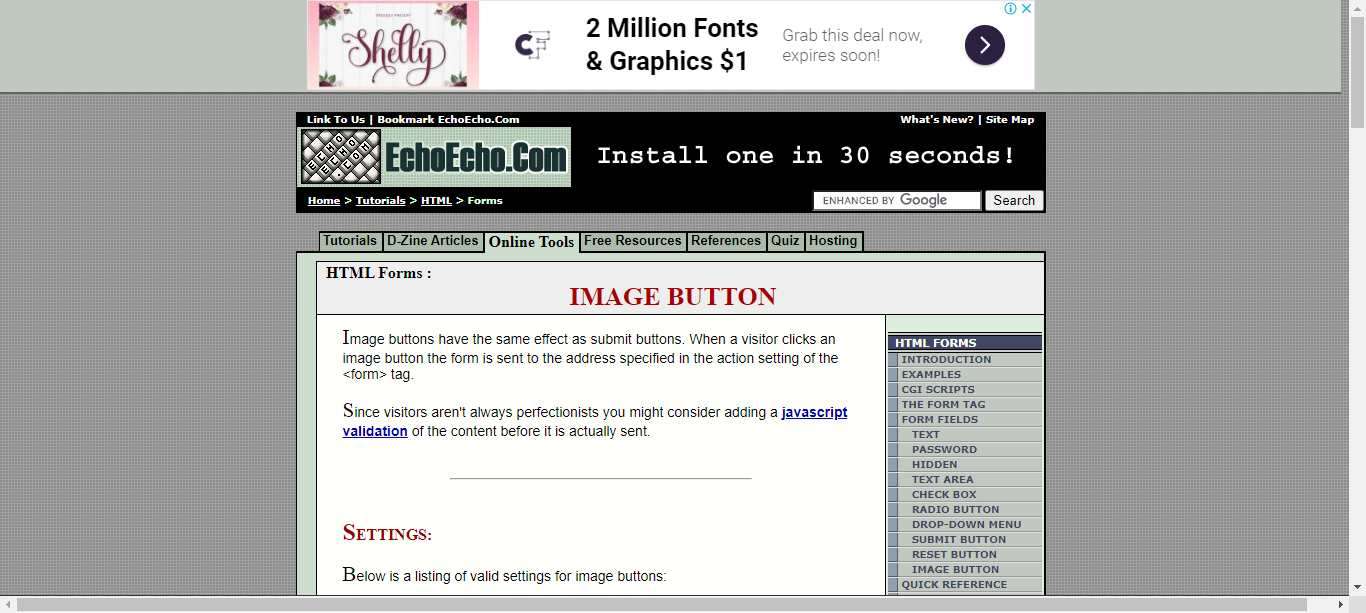 PROUDLY PRESENT
Shelly
CF
2 Million Fonts
& Graphics $1
Grab this deal now,
expires soon!
Link To Us | Bookmark EchoEcho.Com
What's New? | Site Map
ECHO
ECHO
.COM
EchoEcho.Com
Install one in 30 seconds!
Home > Tutorials > HTML > Forms
ENHANCED BY Google
Search
Tutorials
D-Zine Articles
Online Tools
Free Resources
References
Quiz
Hosting
HTML Forms :
IMAGE BUTTON
Image buttons have the same effect as submit buttons. When a visitor clicks an
image button the form is sent to the address specified in the action setting of the
<form> tag.
Since visitors aren't always perfectionists you might consider adding a javascript
validation of the content before it is actually sent.
SETTINGS:
Below is a listing of valid settings for image buttons:
HTML FORMS
INTRODUCTION
EXAMPLES
CGI SCRIPTS
THE FORM TAG
FORM FIELDS
TEXT
PASSWORD
HIDDEN
TEXT AREA
CHECK BOX
RADIO BUTTON
DROP-DOWN MENU
SUBMIT BUTTON
RESET BUTTON
IMAGE BUTTON
QUICK REFERENCE